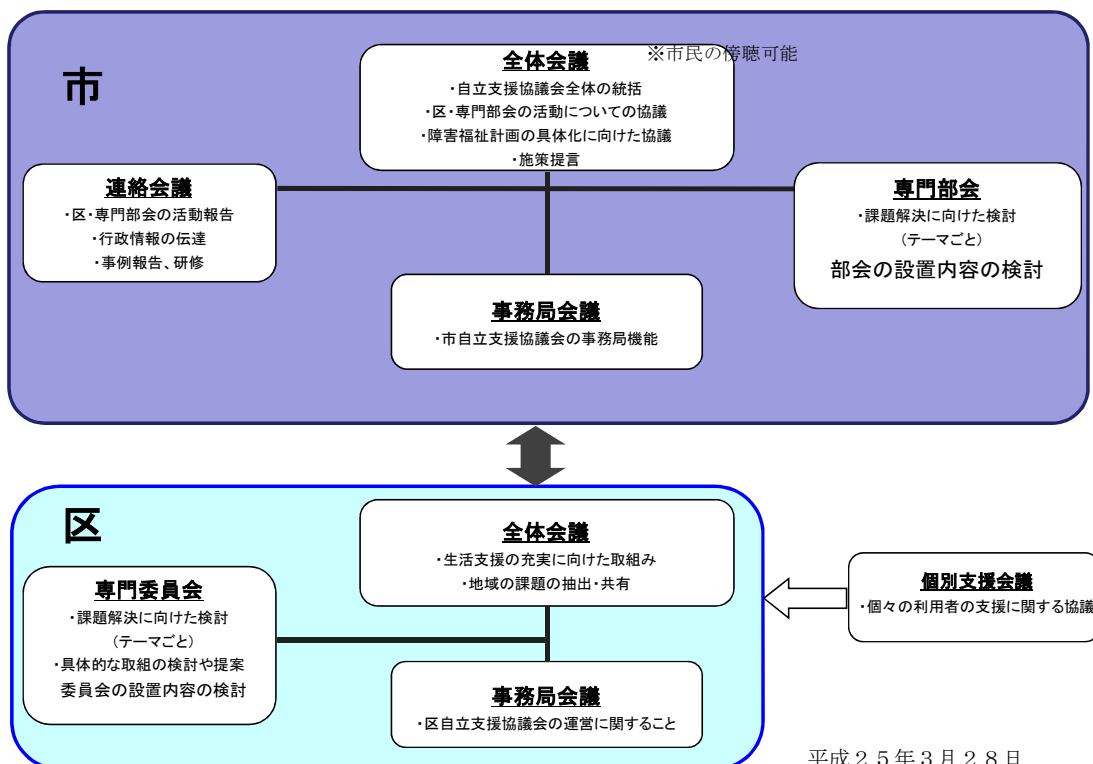 市
※市民の傍聴可能
全体会議
・自立支援協議会全体の統括
・区・専門部会の活動についての協議
・障害福祉計画の具体化に向けた協議
・施策提言
連絡会議
・区・専門部会の活動報告
・行政情報の伝達
・事例報告、研修
専門部会
・課題解決に向けた検討
（テーマごと）
部会の設置内容の検討
事務局会議
・市自立支援協議会の事務局機能
区
全体会議
・生活支援の充実に向けた取組み
・地域の課題の抽出・共有
専門委員会
・課題解決に向けた検討
（テーマごと）
・具体的な取組の検討や提案
委員会の設置内容の検討
事務局会議
・区自立支援協議会の運営に関すること
個別支援会議
・個々の利用者の支援に関する協議
平成２５年３月２８日